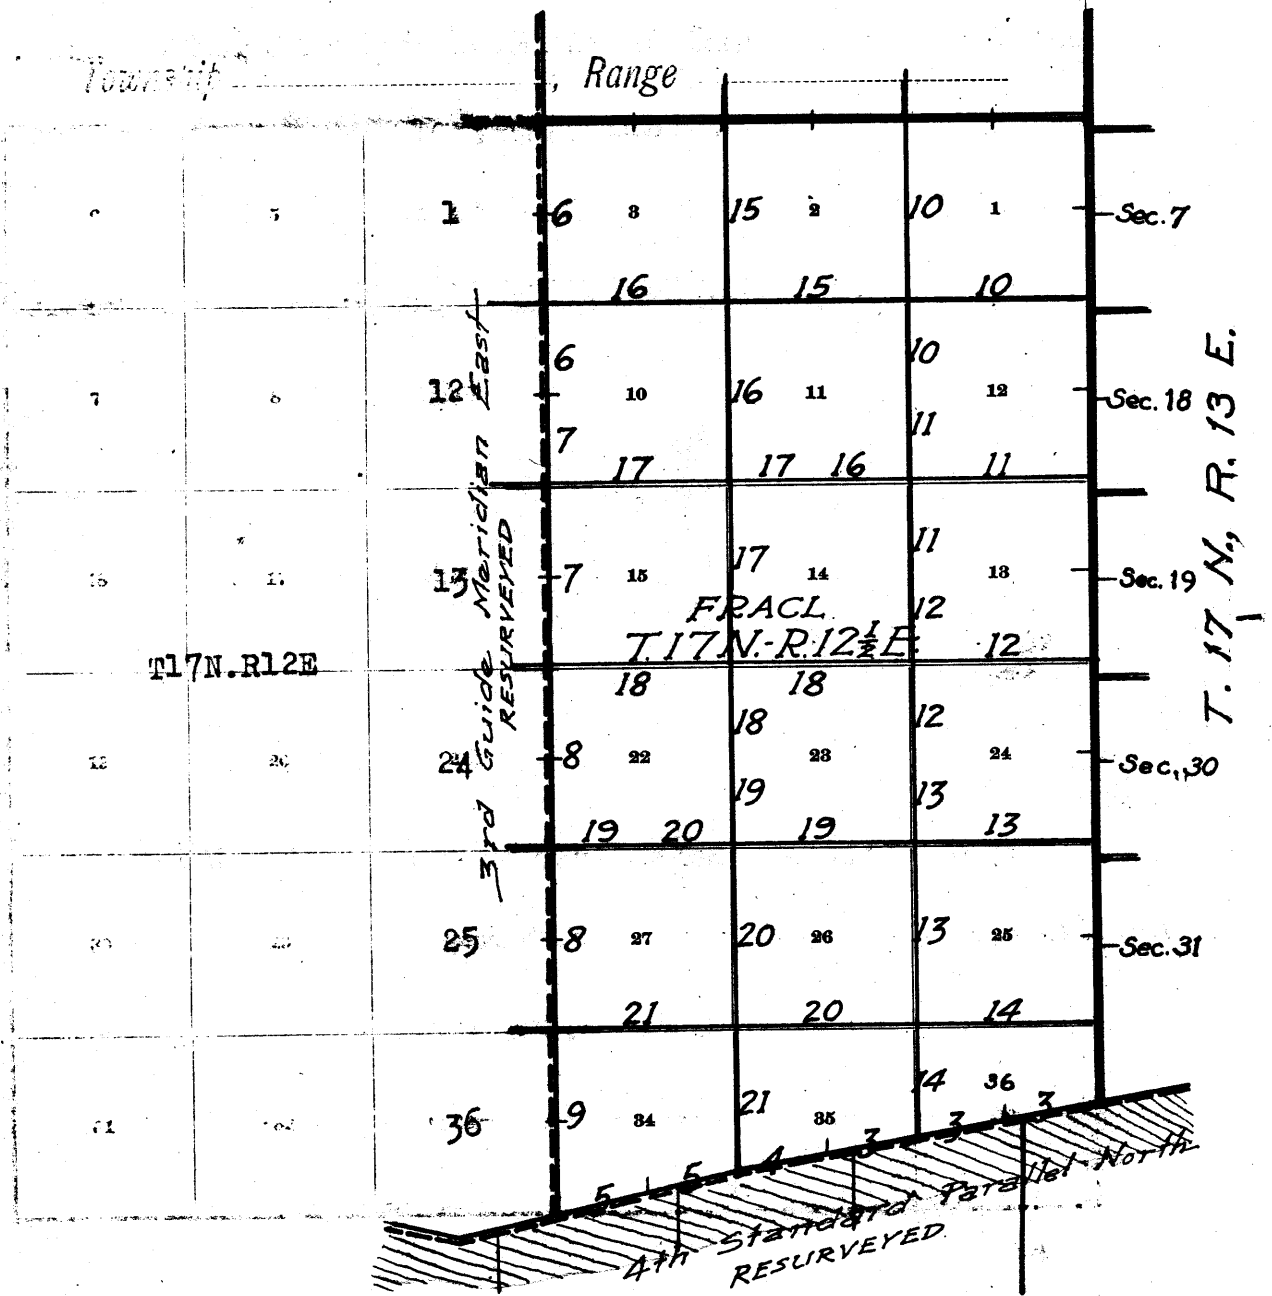 Township , Range
1 6 3 15 2 10 1 Sec. 7
16 15 10
6 10
7 12 10 16 11 12 Sec. 18
7 11
17 17 16 11
17 11
13 7 15 14 13 Sec. 19
FRACL 12
T. 17 N.-R. 12½ E. 12
T17N.R12E
18 18
18 12
24 8 22 23 24 Sec. 30
19 13
19 20 19 13
25 8 27 20 26 13 25 Sec. 31
21 20 14
36 9 34 21 35 14 36
5 5 4 3 3 3
3rd Guide Meridian East
RESURVEYED
T. 17 N., R. 13 E.
4th Standard Parallel North
RESURVEYED